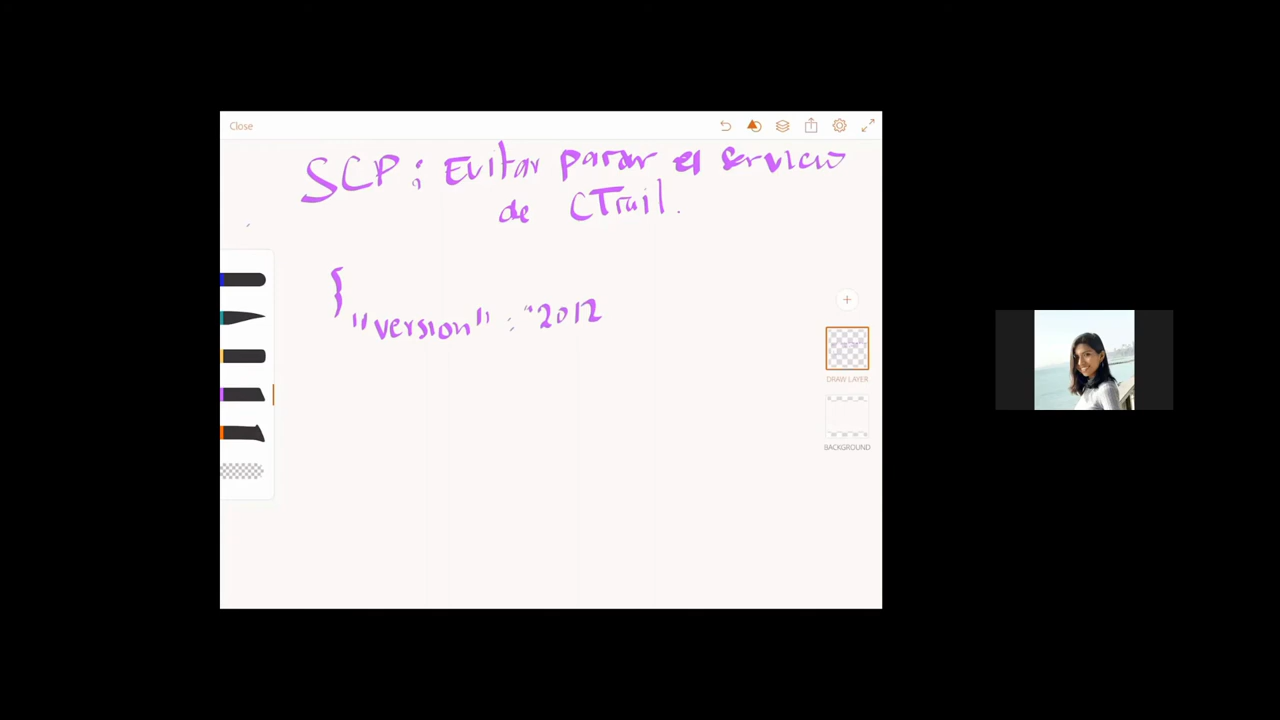 Close
SCP: Evitar parar el servicio
de CTrail.
{
"version" : "2012
DRAW LAYER
BACKGROUND